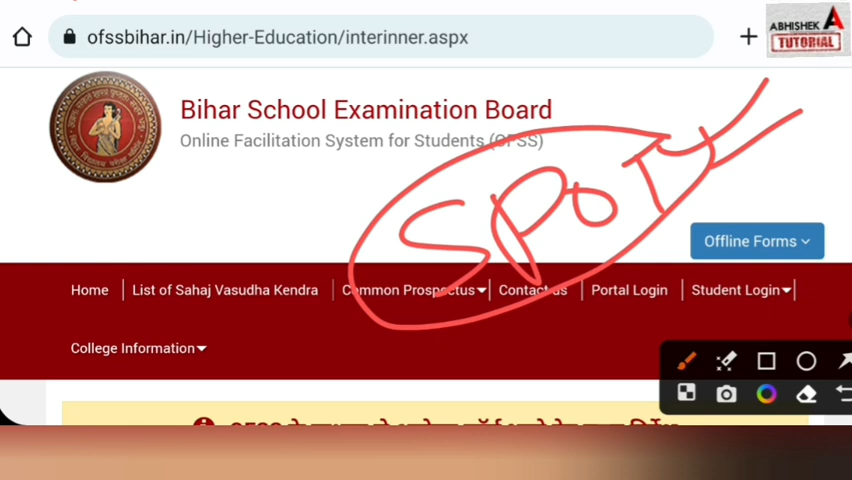 ofssbihar.in/Higher-Education/interinner.aspx
ABHISHEK
TUTORIAL
Bihar School Examination Board
Online Facilitation System for Students (OFSS)
SPOT
Offline Forms
Home
List of Sahaj Vasudha Kendra
Common Prospectus
Contact us
Portal Login
Student Login
College Information